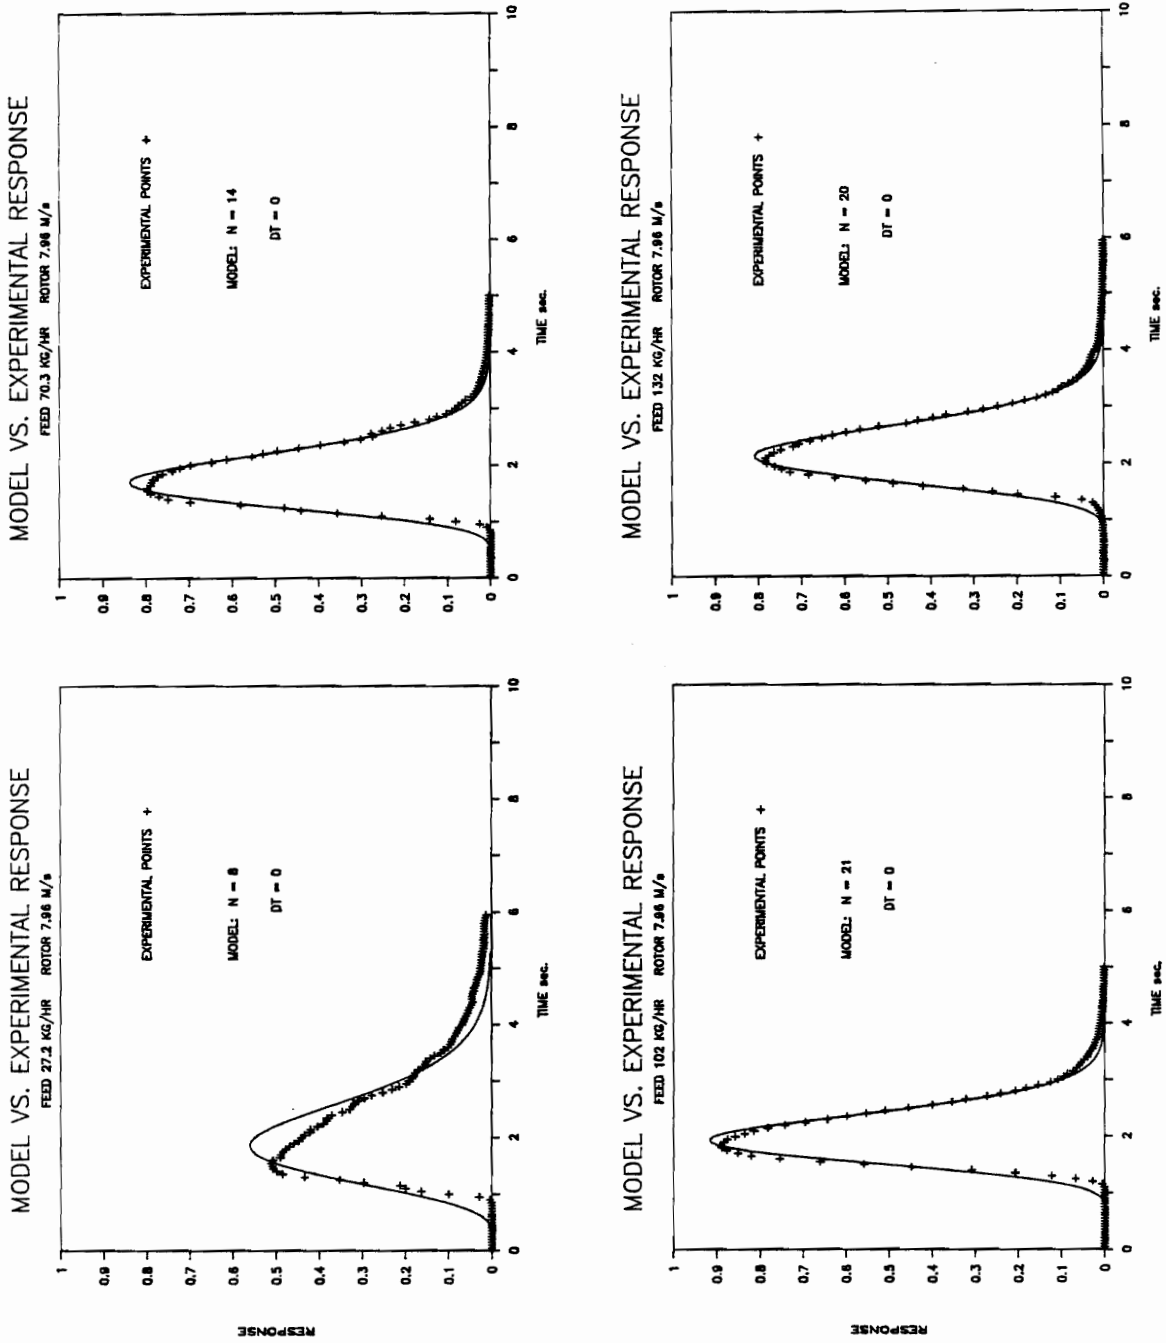 MODEL VS. EXPERIMENTAL RESPONSE
FEED 27.2 KG/HR ROTOR 7.96 M/s
EXPERIMENTAL POINTS +
MODEL: N = 8
DT = 0
RESPONSE
1
0.9
0.8
0.7
0.6
0.5
0.4
0.3
0.2
0.1
0
0 2 4 6 8 10
TIME sec.
MODEL VS. EXPERIMENTAL RESPONSE
FEED 70.3 KG/HR ROTOR 7.96 M/s
EXPERIMENTAL POINTS +
MODEL: N = 14
DT = 0
1
0.9
0.8
0.7
0.6
0.5
0.4
0.3
0.2
0.1
0
0 2 4 6 8 10
TIME sec.
MODEL VS. EXPERIMENTAL RESPONSE
FEED 102 KG/HR ROTOR 7.96 M/s
EXPERIMENTAL POINTS +
MODEL: N = 21
DT = 0
RESPONSE
1
0.9
0.8
0.7
0.6
0.5
0.4
0.3
0.2
0.1
0
0 2 4 6 8 10
TIME sec.
MODEL VS. EXPERIMENTAL RESPONSE
FEED 132 KG/HR ROTOR 7.96 M/s
EXPERIMENTAL POINTS +
MODEL: N = 20
DT = 0
1
0.9
0.8
0.7
0.6
0.5
0.4
0.3
0.2
0.1
0
0 2 4 6 8 10
TIME sec.